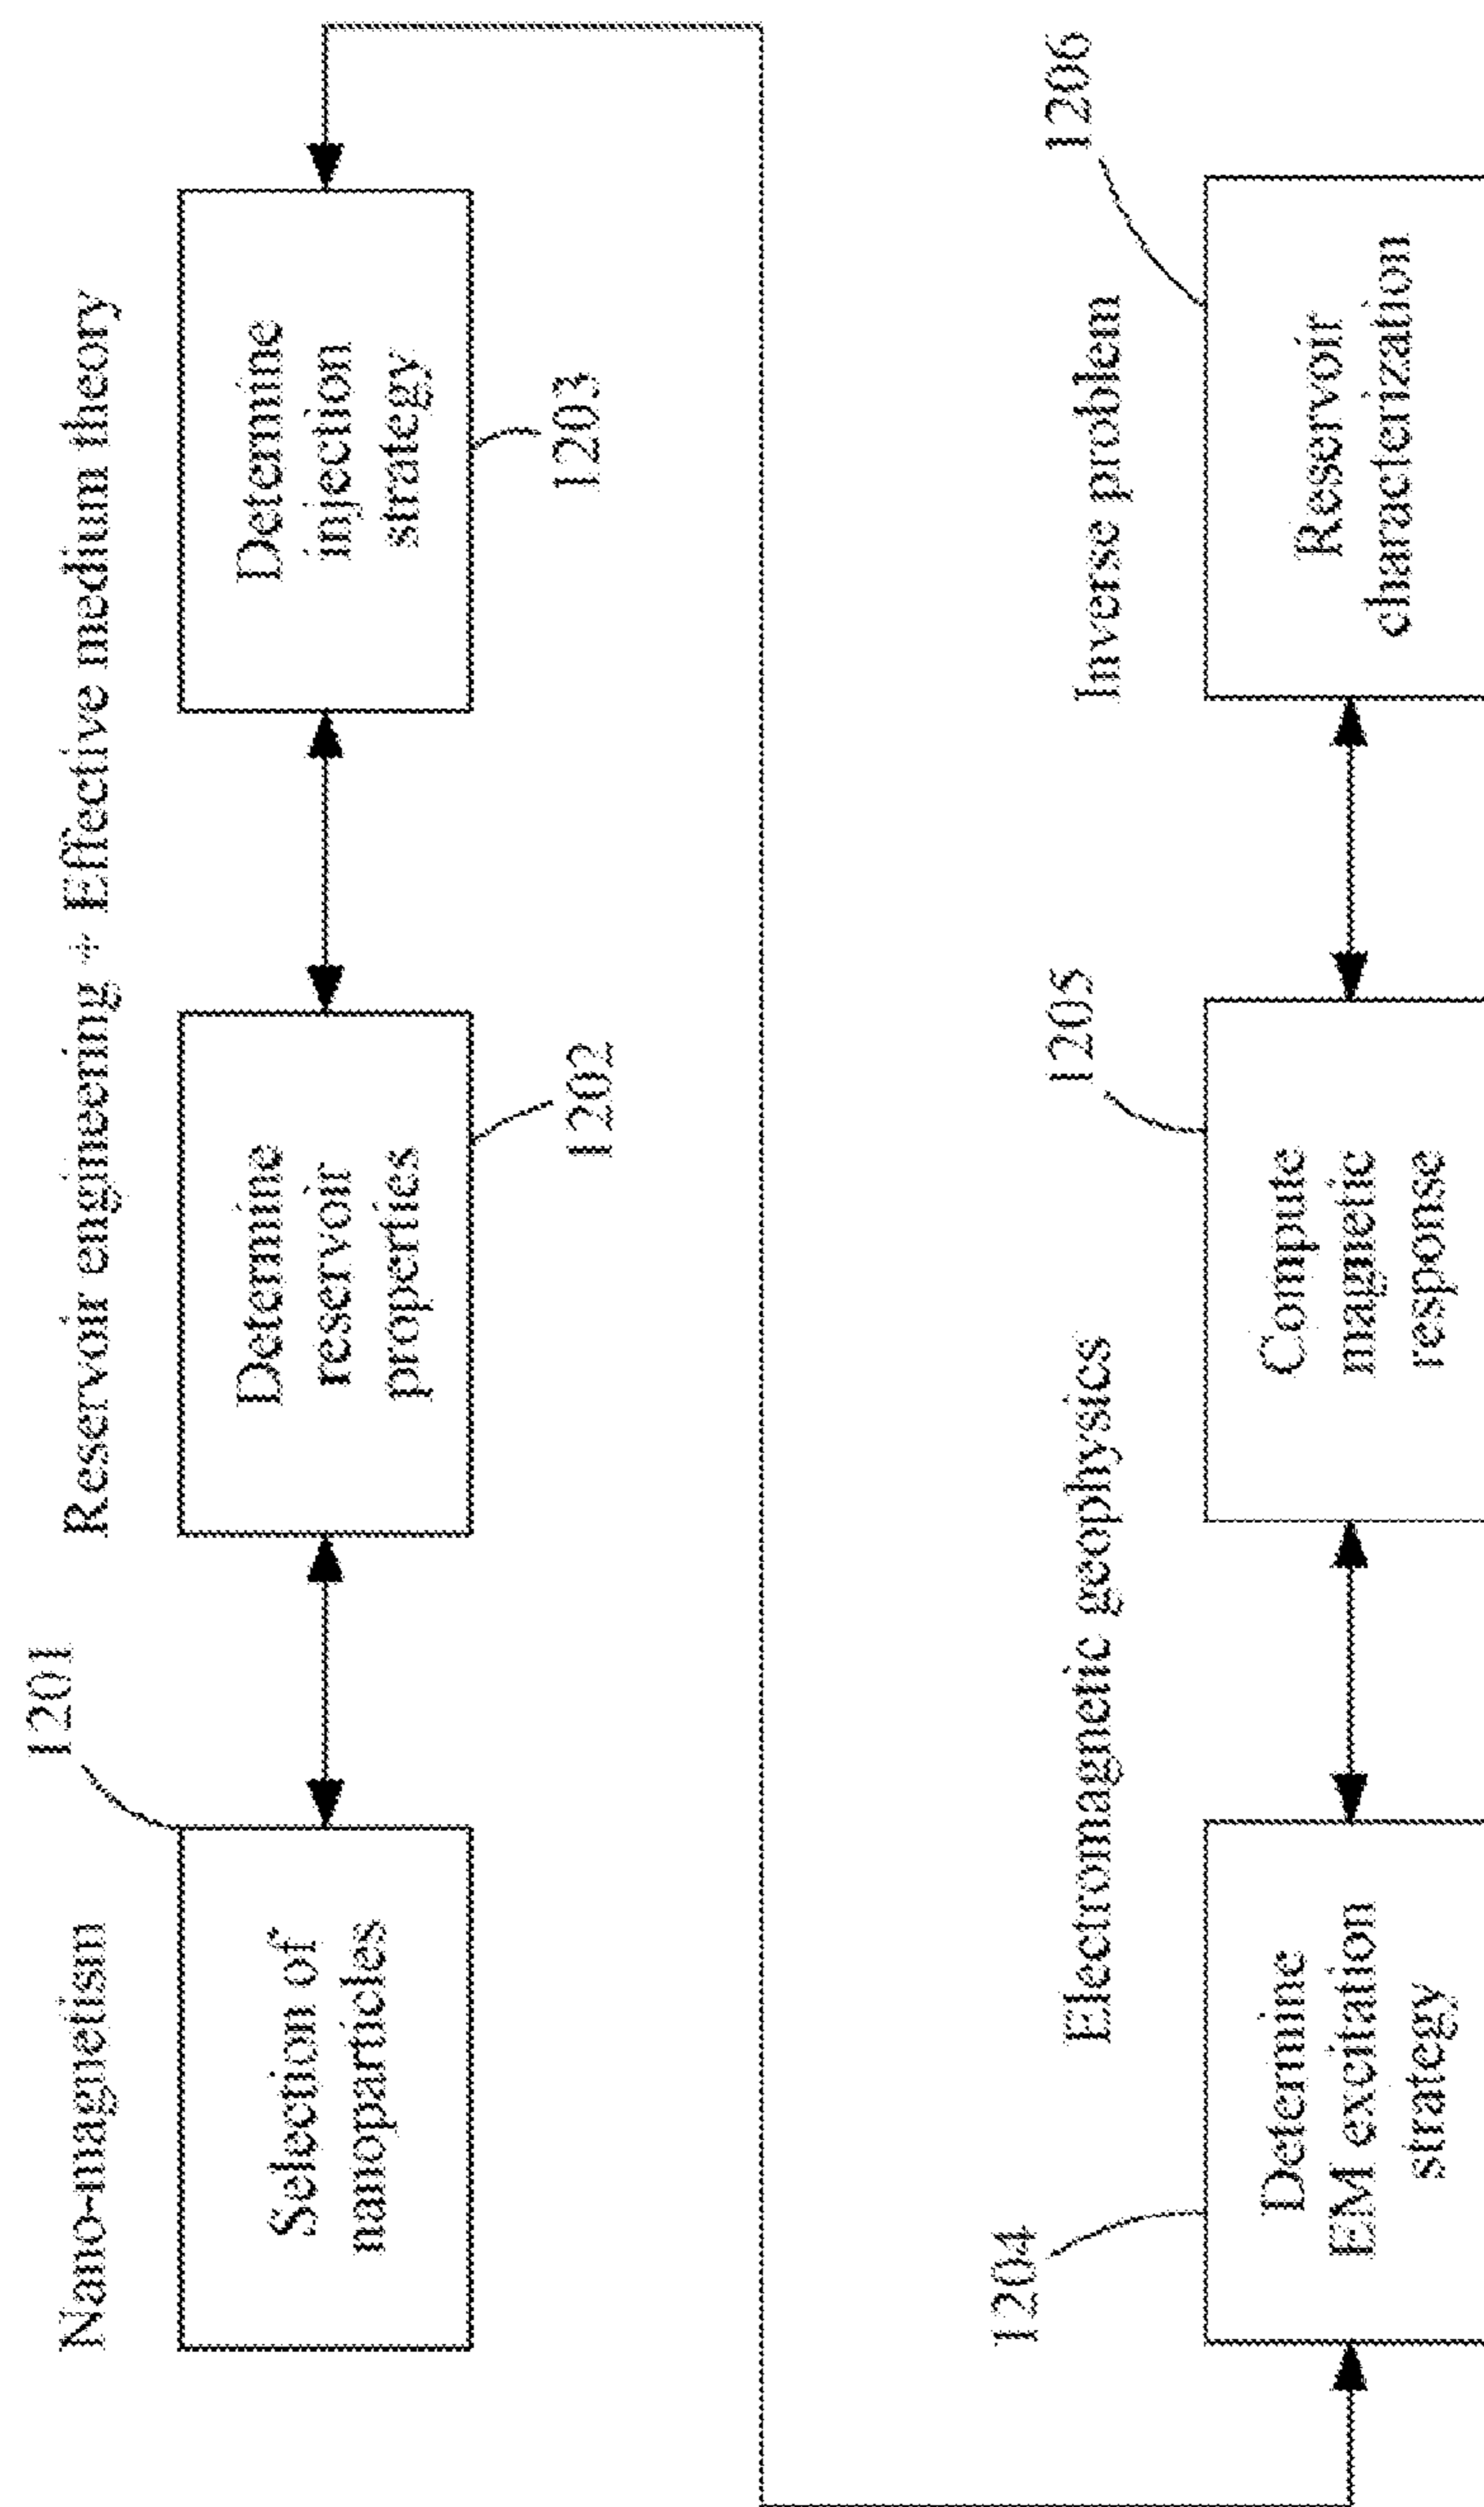 Nano-magnetism
1201
Selection of
nanoparticles
Reservoir engineering + Effective medium theory
Determine
reservoir
properties
1202
Determine
injection
strategy
1203
1204
Determine
EM excitation
strategy
Electromagnetic geophysics
1205
Compute
magnetic
response
Inverse problem
1206
Reservoir
characterization